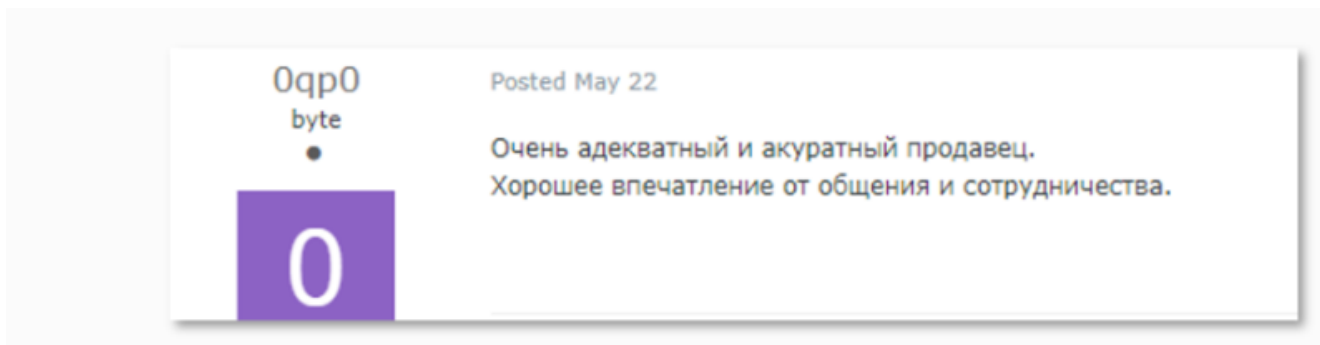 0qp0
byte
0
Posted May 22
Очень адекватный и акуратный продавец.
Хорошее впечатление от общения и сотрудничества.